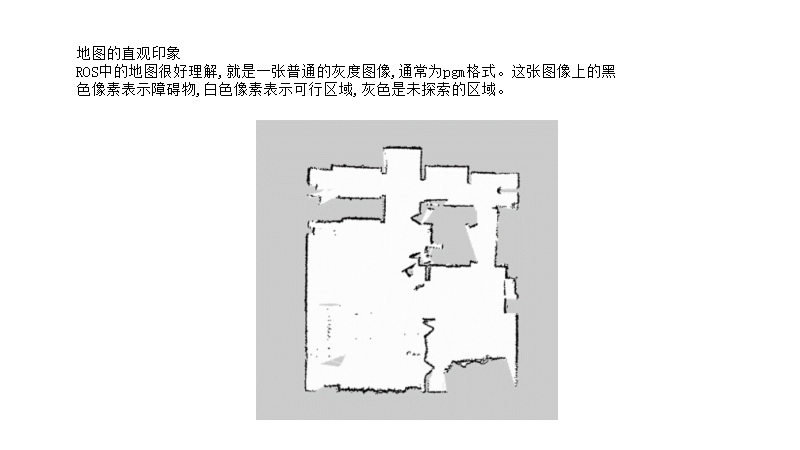 地图的直观印象
ROS中的地图很好理解,就是一张普通的灰度图像,通常为pgm格式。这张图像上的黑
色像素表示障碍物,白色像素表示可行区域,灰色是未探索的区域。